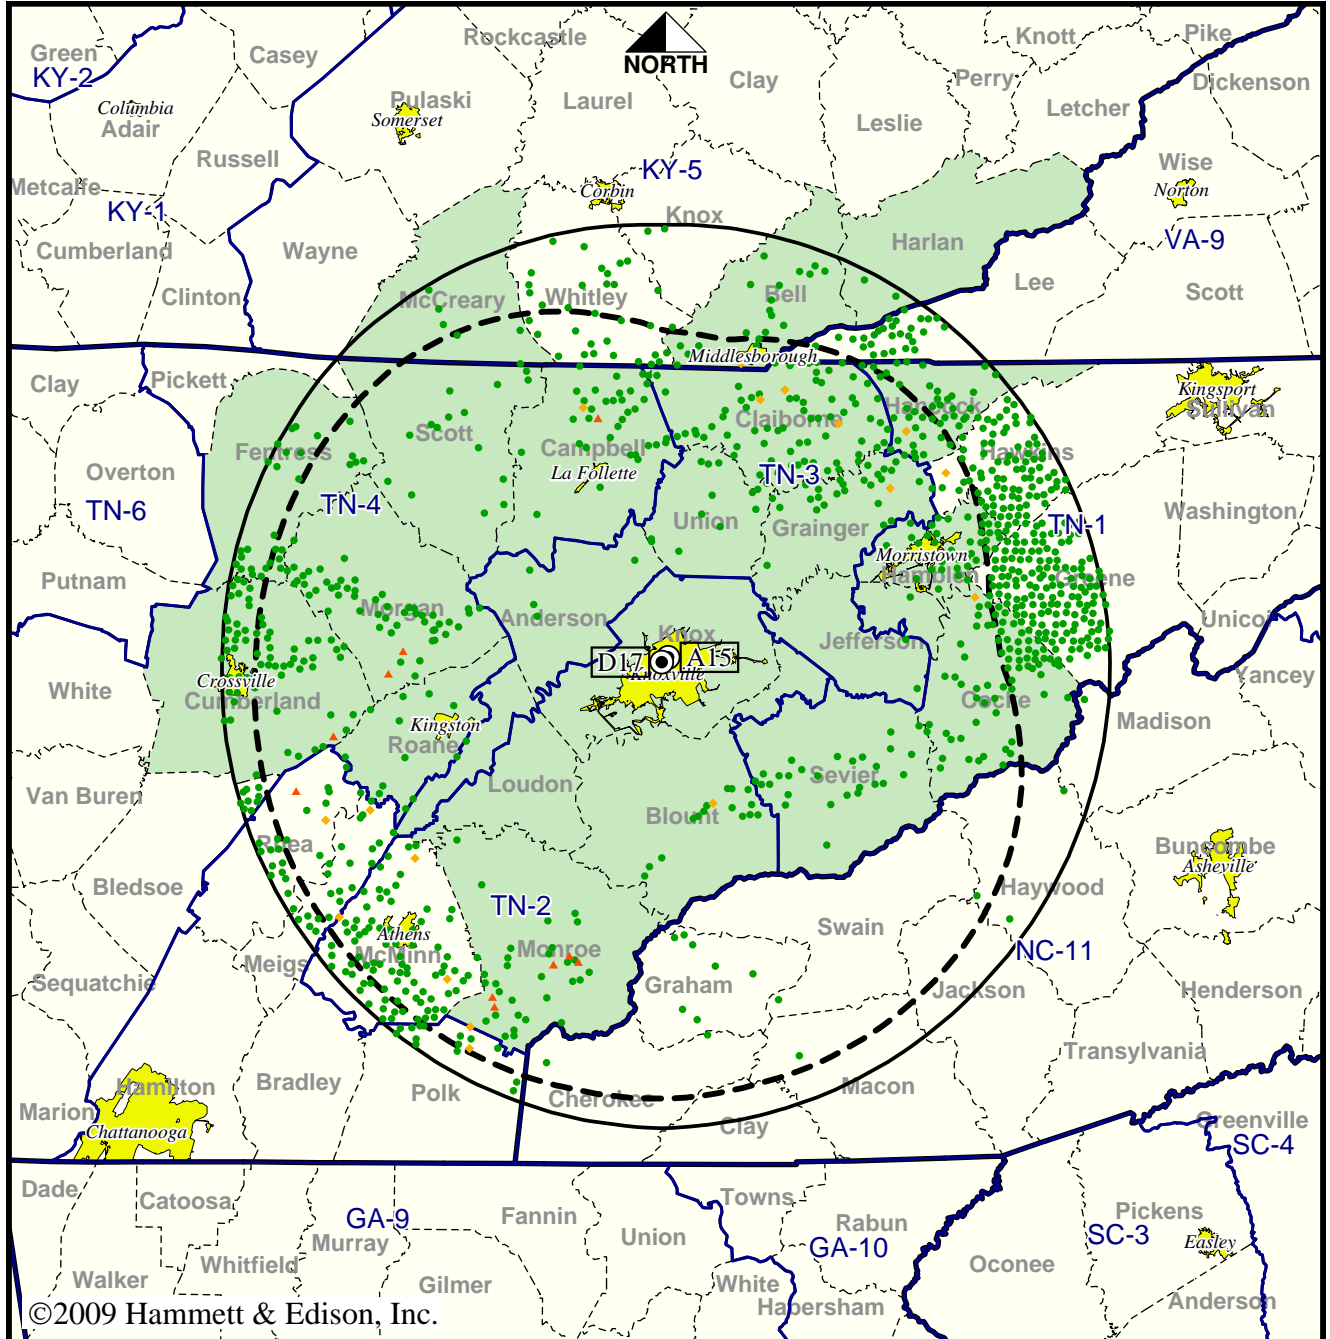 Green
Casey
Rockcastle
Knott
Pike
KY-2
NORTH
Clay
Perry
Dickenson
Columbia
Adair
Pulaski
Somerset
Laurel
Leslie
Letcher
Russell
Wise
Norton
Metcalfe
KY-1
KY-5
Corbin
Knox
Cumberland
Wayne
Harlan
VA-9
Clinton
McCreary
Whitley
Bell
Lee
Scott
Middlesborough
Clay
Pickett
Kingsport
Sullivan
Hancock
Claiborne
Scott
Campbell
Fentress
Hawkins
Overton
La Follette
TN-3
TN-6
TN-4
Union
Grainger
TN-1
Washington
Morristown
Putnam
Hamblen
Greene
Morgan
Anderson
Knox
Jefferson
Unicoi
D17
A15
Knoxville
Crossville
White
Cumberland
Cocke
Yancey
Kingston
Roane
Madison
Van Buren
Loudon
Sevier
Blount
Rhea
Buncombe
Asheville
Bledsoe
Haywood
TN-2
Swain
Athens
McMinn
Monroe
NC-11
Meigs
Sequatchie
Graham
Jackson
Henderson
Transylvania
Hamilton
Bradley
Polk
Cherokee
Macon
Marion
Chattanooga
Clay
Greenville
SC-4
Dade
Catoosa
Towns
Fannin
GA-9
Murray
Union
Rabun
GA-10
Pickens
SC-3
Easley
Walker
Whitfield
Gilmer
White
Habersham
Oconee
Anderson
©2009 Hammett & Edison, Inc.